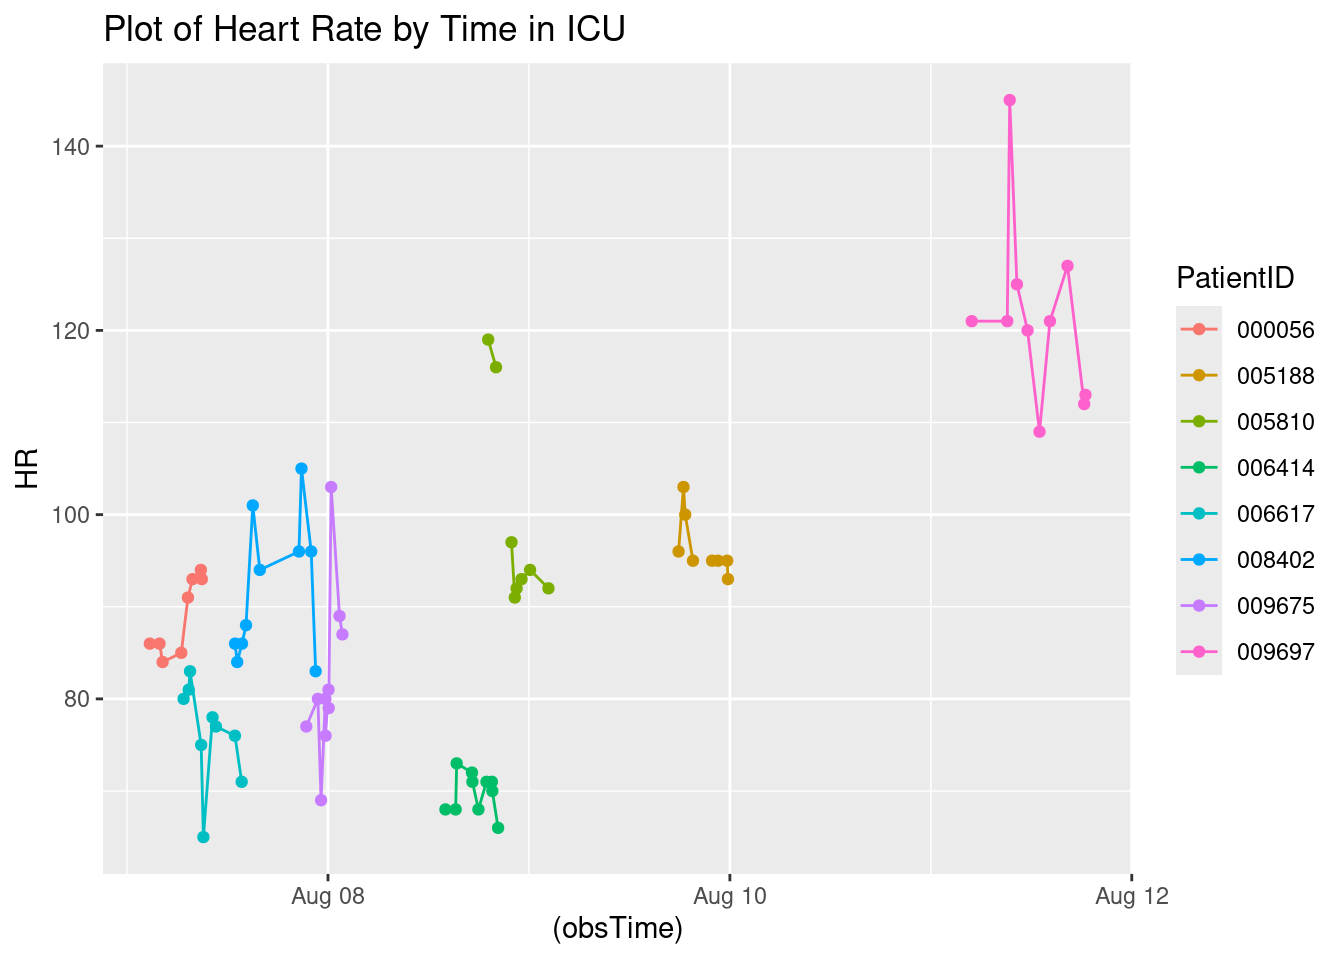 Plot of Heart Rate by Time in ICU
140
120
100
80
HR
Aug 08
Aug 10
Aug 12
(obsTime)
PatientID
000056
005188
005810
006414
006617
008402
009675
009697